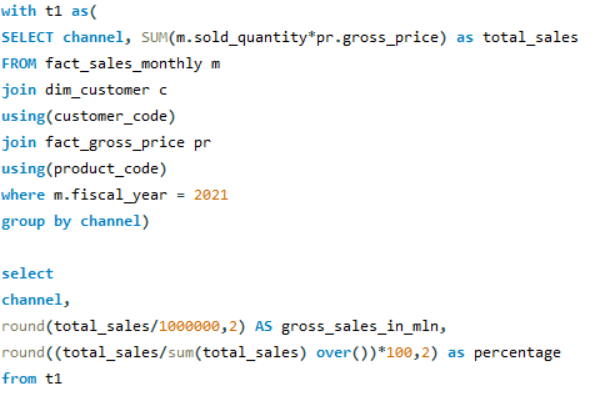 with t1 as(
SELECT channel, SUM(m.sold_quantity*pr.gross_price) as total_sales
FROM fact_sales_monthly m
join dim_customer c
using(customer_code)
join fact_gross_price pr
using(product_code)
where m.fiscal_year = 2021
group by channel)
select
channel,
round(total_sales/1000000,2) AS gross_sales_in_mln,
round((total_sales/sum(total_sales) over())*100,2) as percentage
from t1